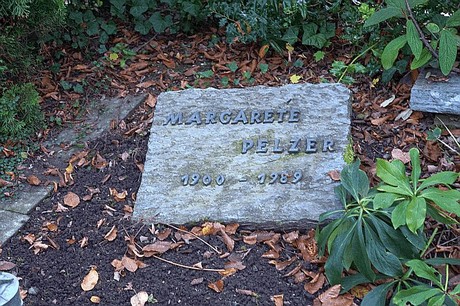 MARGARETE
PELZER
1900 - 1989